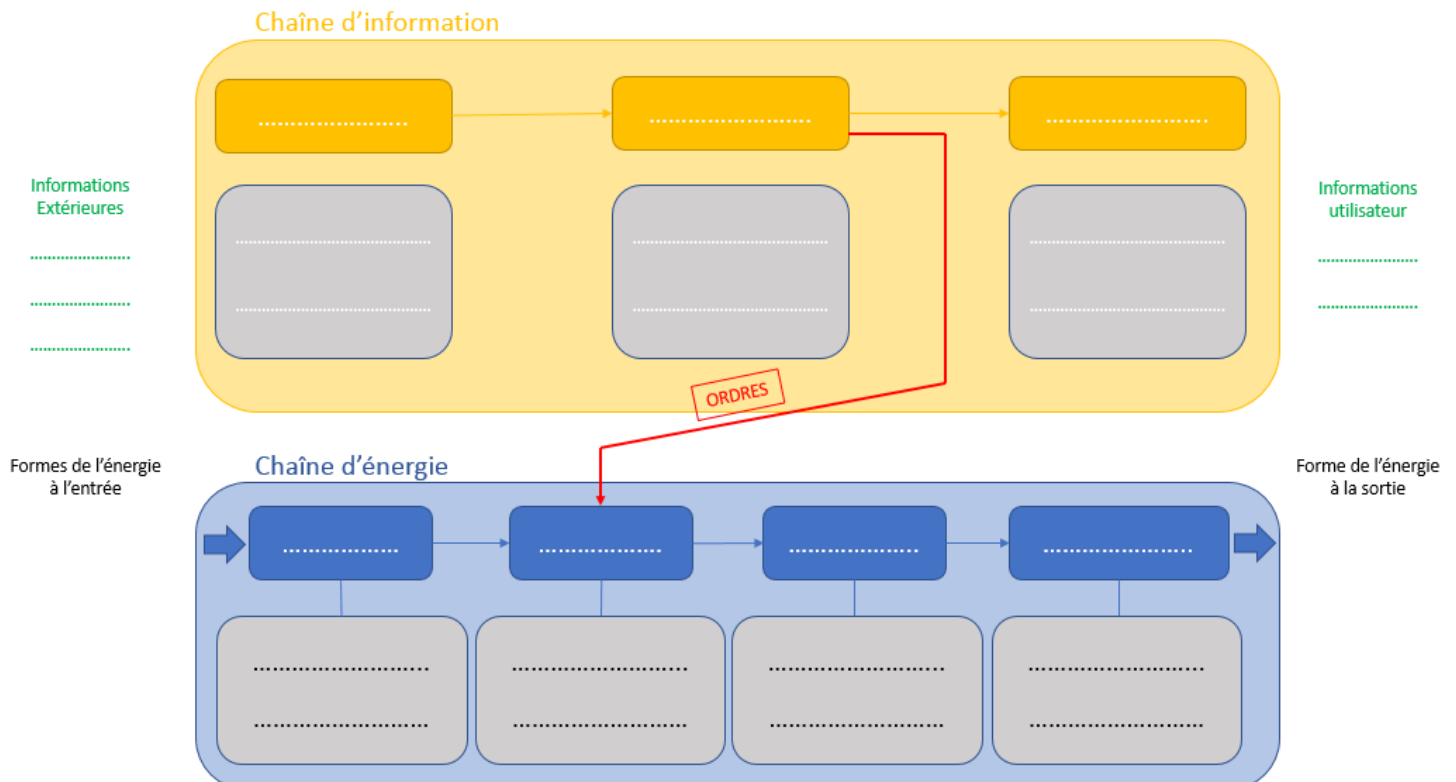 Chaîne d'information
........................
..........................
..........................
Informations
Extérieures
........................
........................
........................
................................................
................................................
................................................
................................................
................................................
................................................
Informations
utilisateur
........................
........................
ORDRES
Formes de l'énergie
à l'entrée
Chaîne d'énergie
Forme de l'énergie
à la sortie
...................
....................
.....................
........................
.............................
.............................
.............................
.............................
.............................
.............................
.............................
.............................